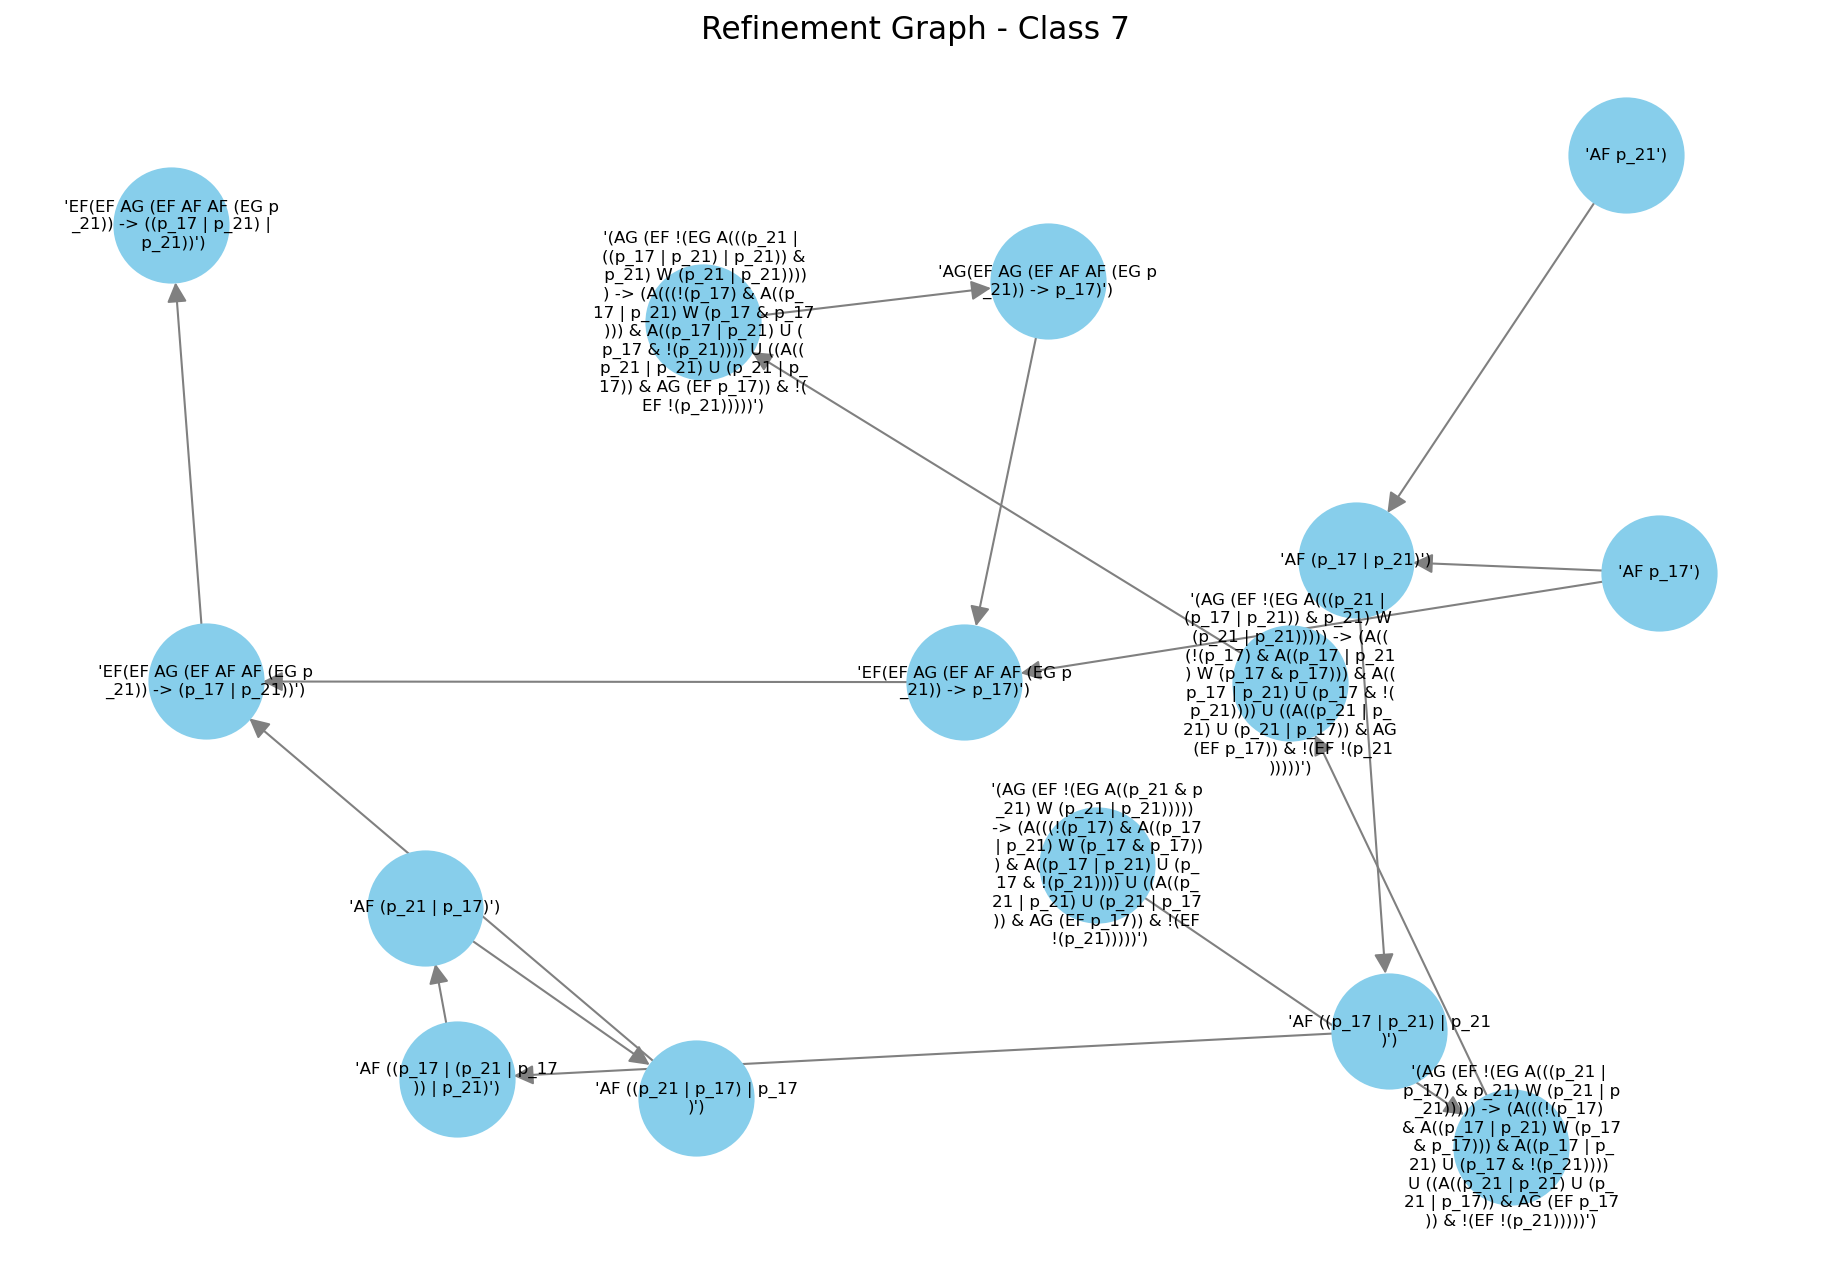 Refinement Graph - Class 7
'AF p_21')
'EF(EF AG (EF AF AF (EG p
_21)) -> ((p_17 | p_21) |
p_21))')
'(AG (EF !(EG A(((p_21 |
((p_17 | p_21) | p_21)) &
p_21) W (p_21 | p_21))))
) -> (A(((!(p_17) & A((p_
17 | p_21) W (p_17 & p_17
))) & A((p_17 | p_21) U (
p_17 & !(p_21)))) U ((A((
p_21 | p_21) U (p_21 | p_
17)) & AG (EF p_17)) & !(
EF !(p_21)))))')
'AG(EF AG (EF AF AF (EG p
_21)) -> p_17)')
'AF (p_17 | p_21)')
'AF p_17')
'(AG (EF !(EG A(((p_21 |
(p_17 | p_21)) & p_21) W
(p_21 | p_21))))) -> (A((
(!(p_17) & A((p_17 | p_21
) W (p_17 & p_17))) & A((
p_17 | p_21) U (p_17 & !(
p_21)))) U ((A((p_21 | p_
21) U (p_21 | p_17)) & AG
(EF p_17)) & !(EF !(p_21
)))))')
'EF(EF AG (EF AF AF (EG p
_21)) -> (p_17 | p_21))')
'EF(EF AG (EF AF AF (EG p
_21)) -> p_17)')
'(AG (EF !(EG A((p_21 & p
_21) W (p_21 | p_21)))))
-> (A(((!(p_17) & A((p_17
| p_21) W (p_17 & p_17))
) & A((p_17 | p_21) U (p_
17 & !(p_21)))) U ((A((p_
21 | p_21) U (p_21 | p_17
)) & AG (EF p_17)) & !(EF
!(p_21)))))')
'AF (p_21 | p_17)')
'AF ((p_17 | p_21) | p_21
)')
'AF ((p_17 | (p_21 | p_17
)) | p_21)')
'AF ((p_21 | p_17) | p_17
)')
'(AG (EF !(EG A(((p_21 |
p_17) & p_21) W (p_21 | p
_21))))) -> (A(((!(p_17)
& A((p_17 | p_21) W (p_17
& p_17))) & A((p_17 | p_
21) U (p_17 & !(p_21))))
U ((A((p_21 | p_21) U (p_
21 | p_17)) & AG (EF p_17
)) & !(EF !(p_21)))))')